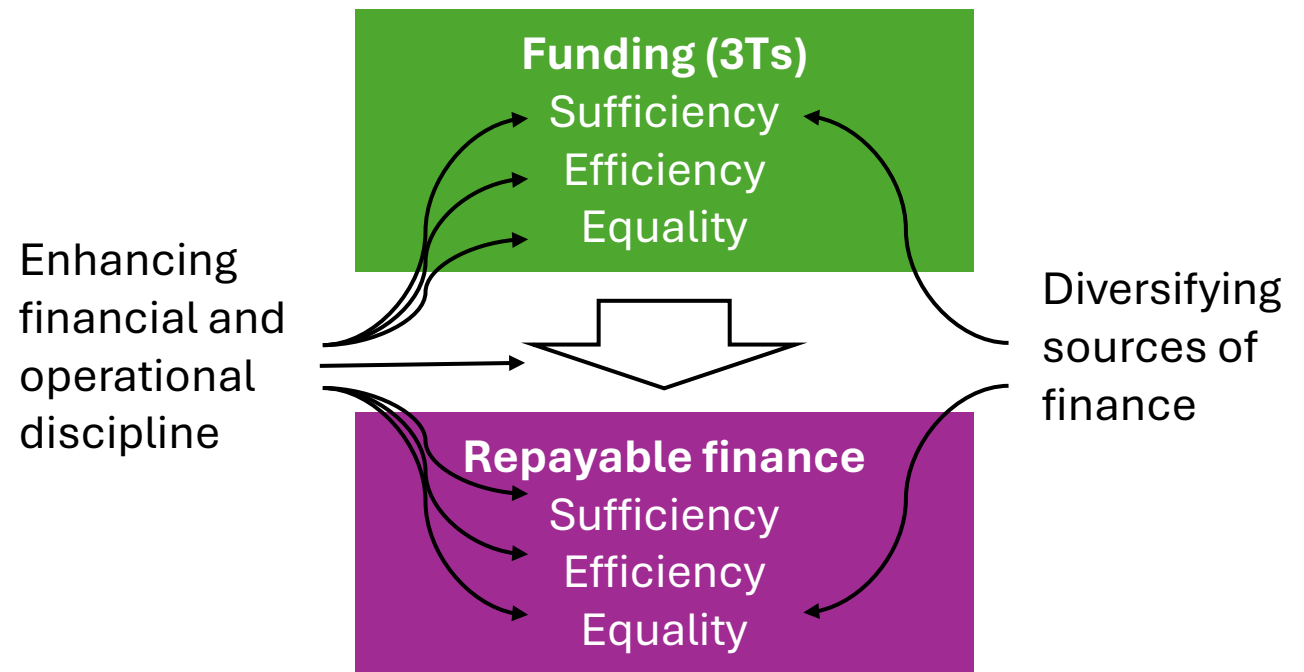 Funding (3Ts)
Sufficiency
Efficiency
Equality
Enhancing
financial and
operational
discipline
Diversifying
sources of
finance
Repayable finance
Sufficiency
Efficiency
Equality